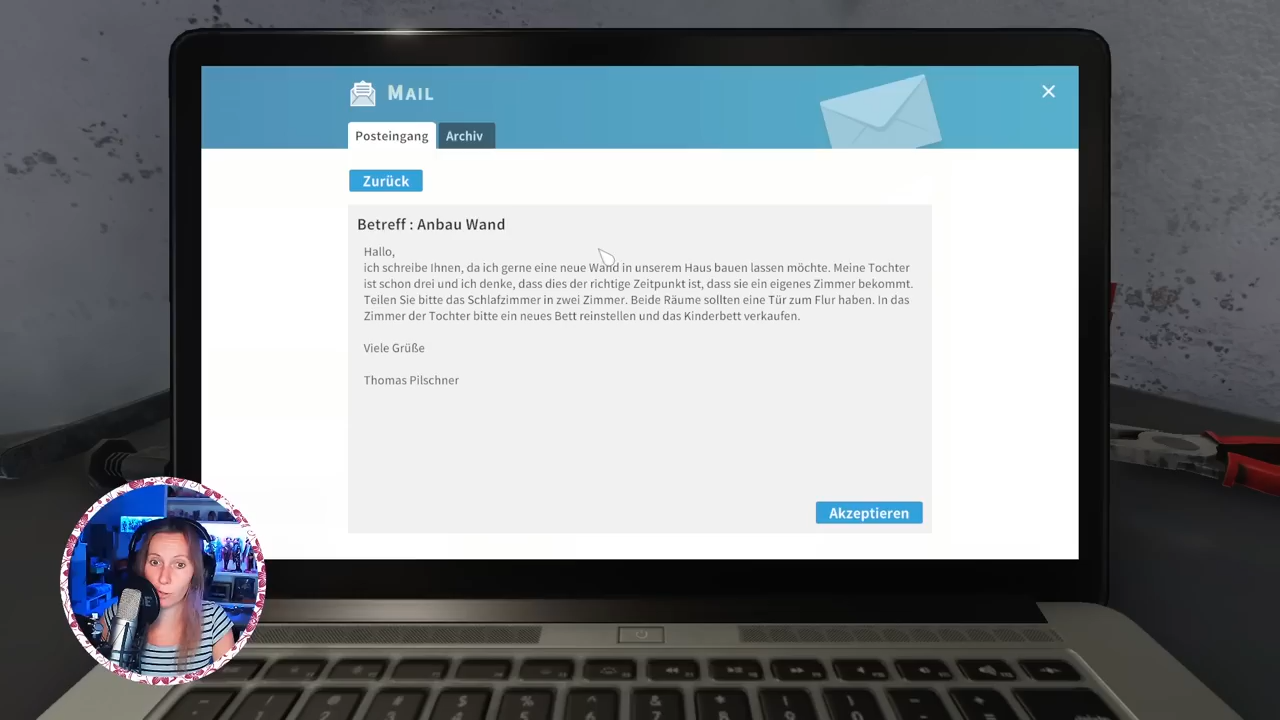 Mail
Posteingang
Archiv
Zurück
Betreff : Anbau Wand
Hallo,
ich schreibe Ihnen, da ich gerne eine neue Wand in unserem Haus bauen lassen möchte. Meine Tochter
ist schon drei und ich denke, dass dies der richtige Zeitpunkt ist, dass sie ein eigenes Zimmer bekommt.
Teilen Sie bitte das Schlafzimmer in zwei Zimmer. Beide Räume sollten eine Tür zum Flur haben. In das
Zimmer der Tochter bitte ein neues Bett reinstellen und das Kinderbett verkaufen.
Viele Grüße
Thomas Pilschner
Akzeptieren